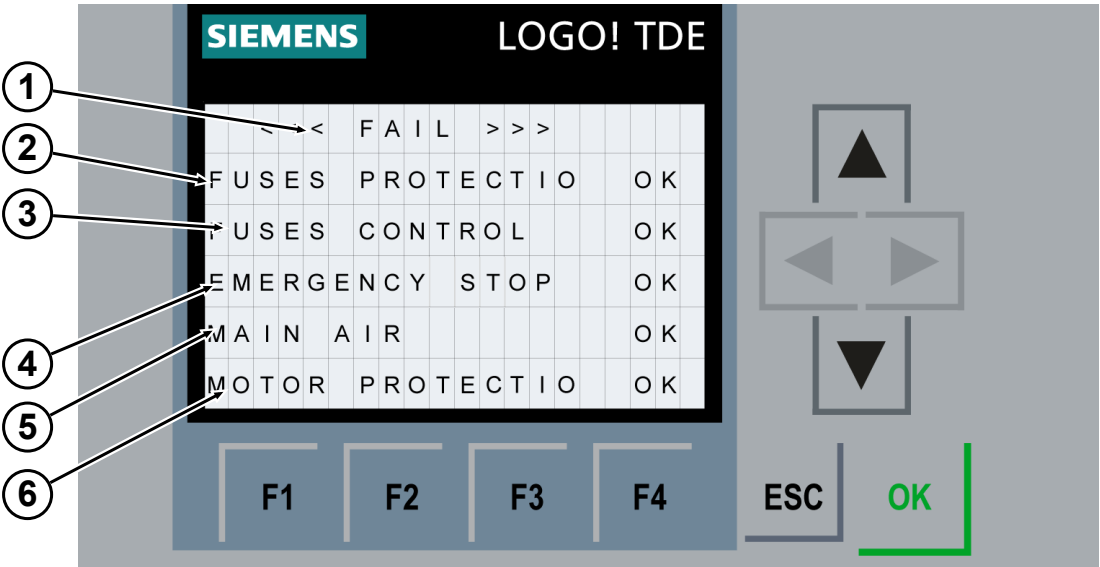 SIEMENS LOGO! TDE
1
< < < FAIL > > >
2
FUSES PROTECTIO OK
3
FUSES CONTROL OK
EMERGENCY STOP OK
MAIN AIR OK
4
MOTOR PROTECTIO OK
5
6
F1 F2 F3 F4 ESC OK